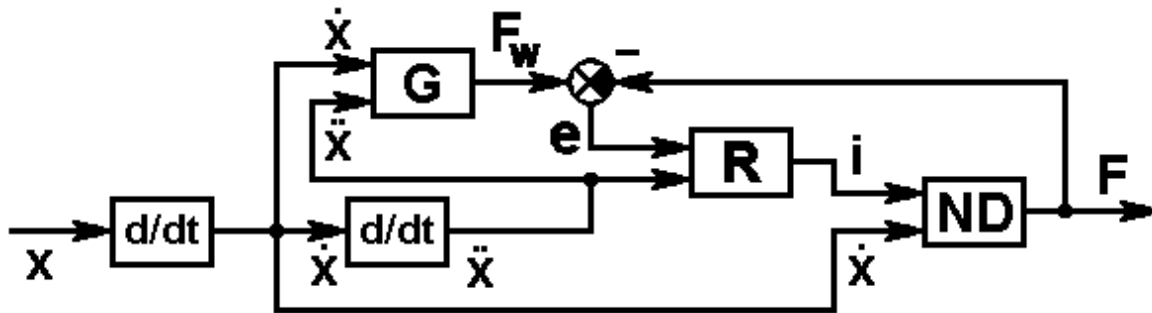 ẋ
F_w
−
G
ẍ
e
R
i
F
ND
d/dt
d/dt
x
ẋ
ẍ
ẋ